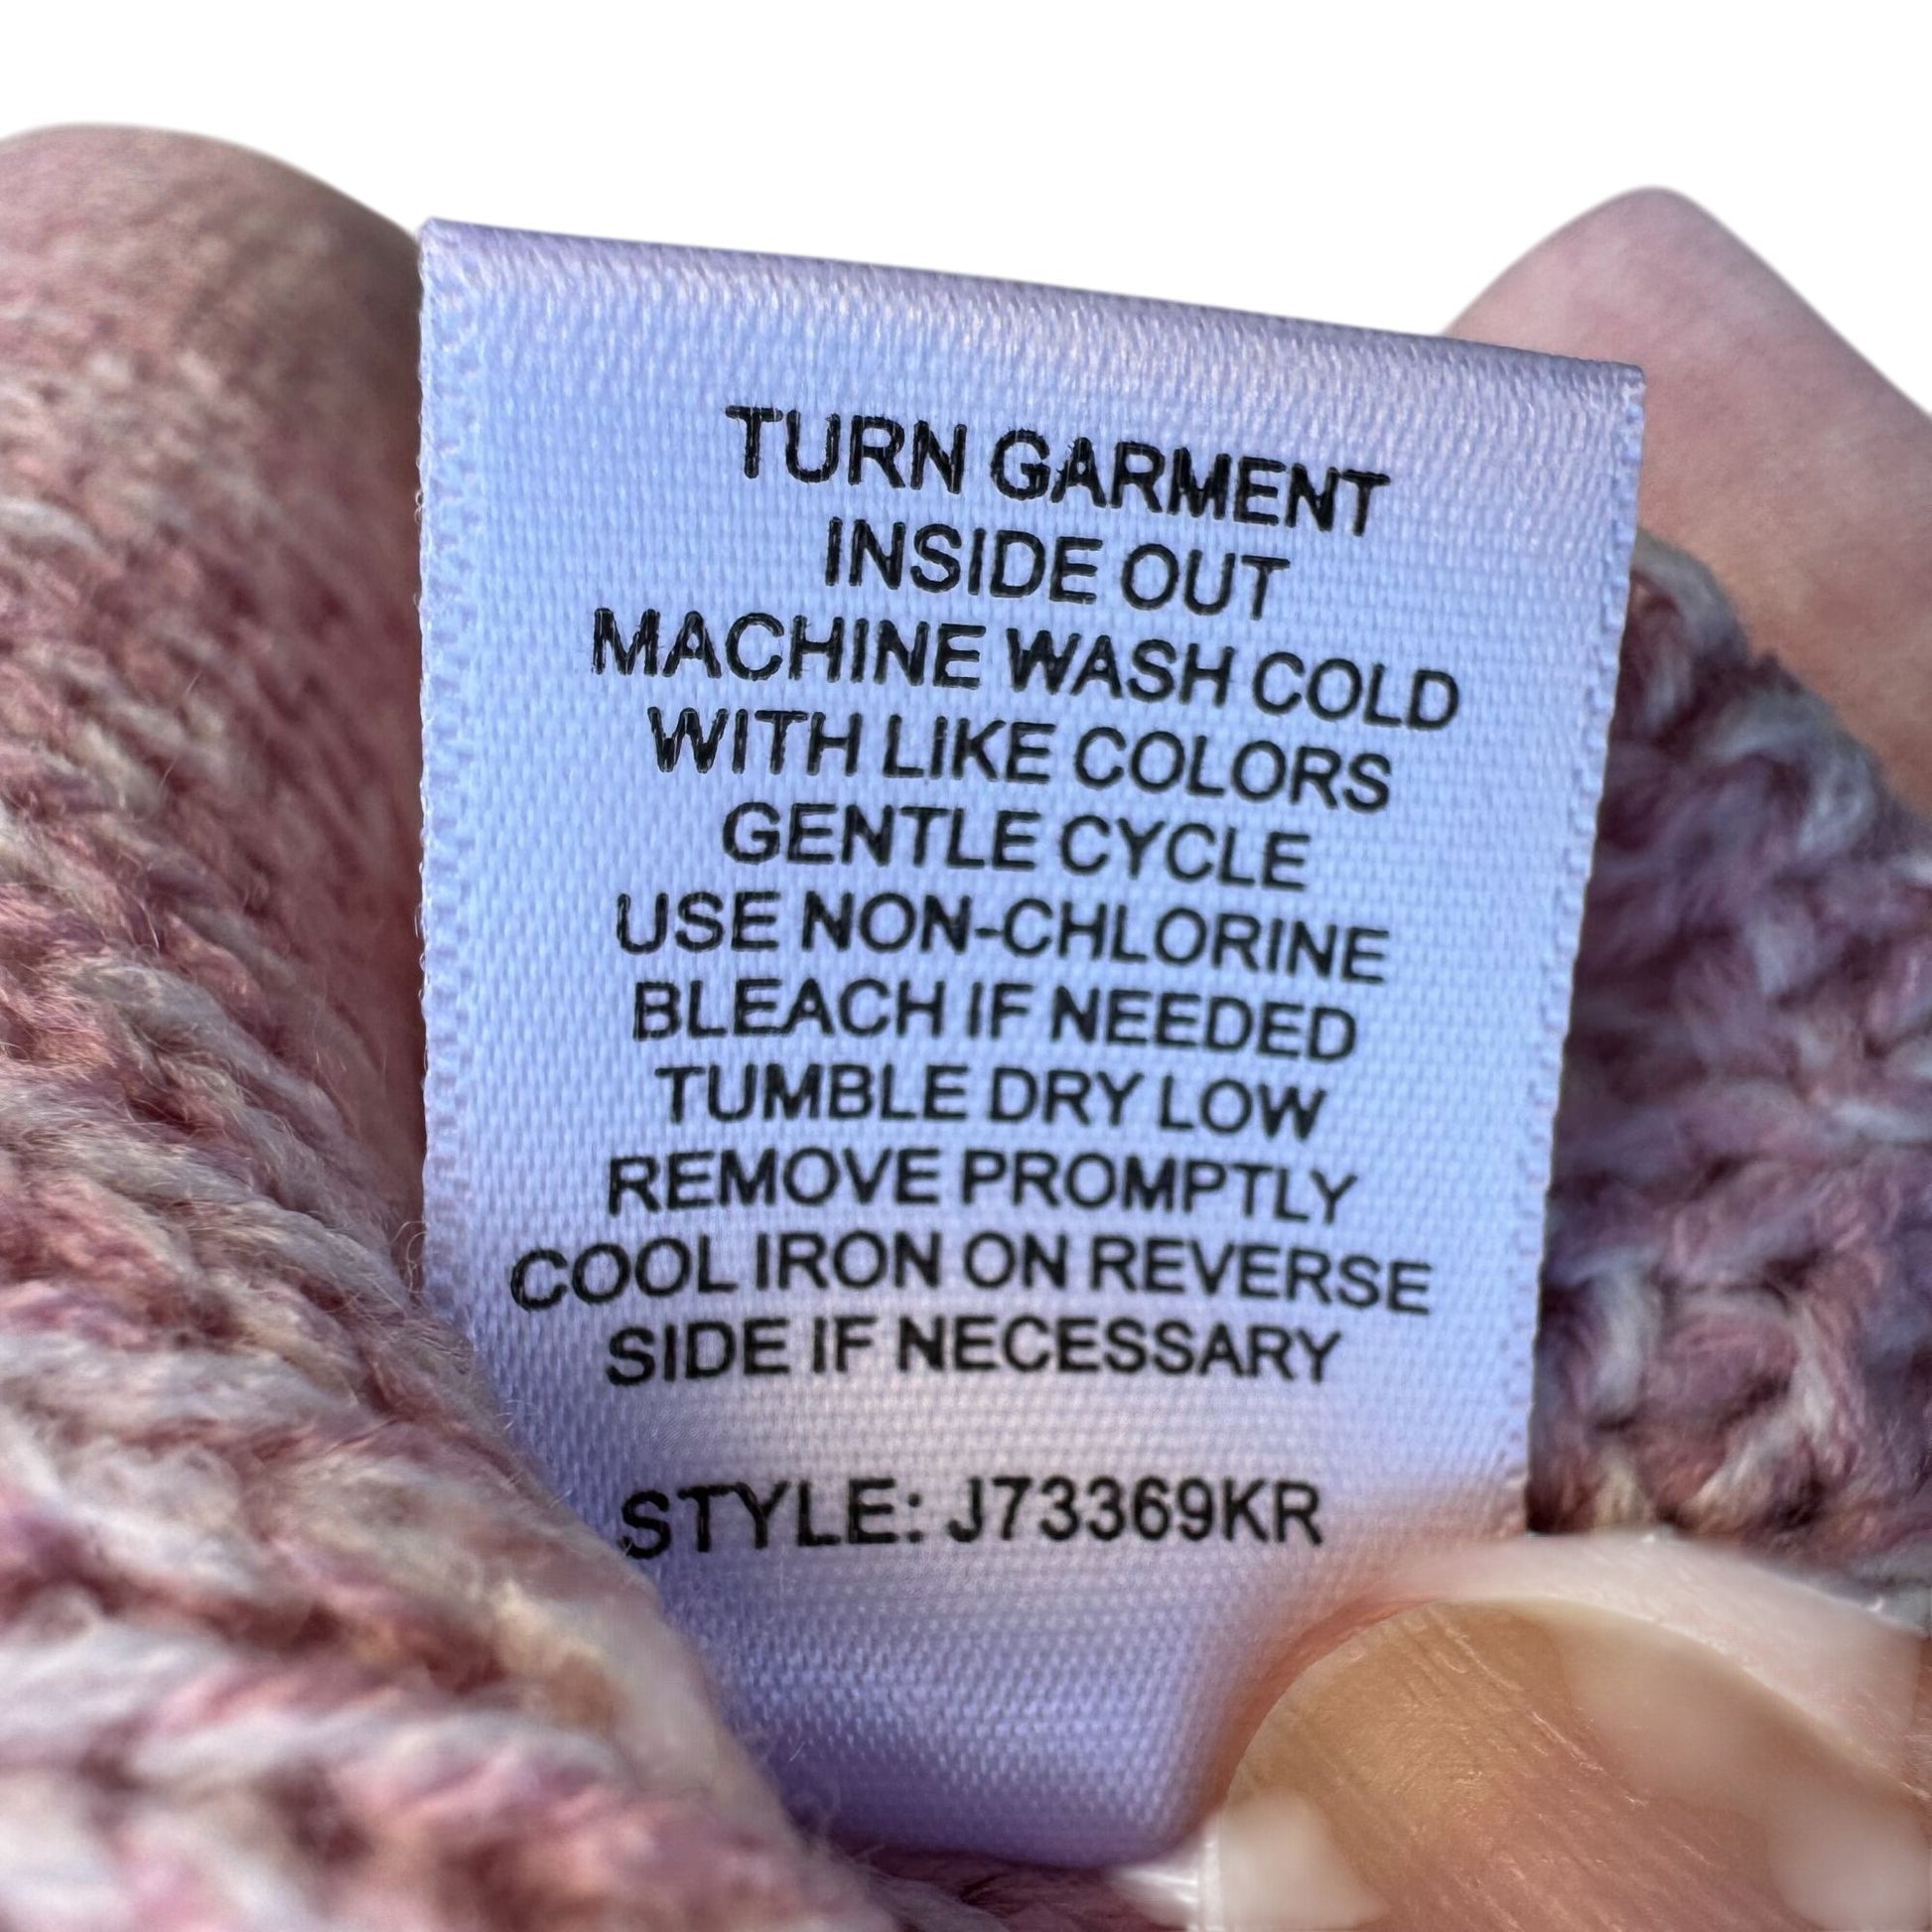 TURN GARMENT
INSIDE OUT
MACHINE WASH COLD
WITH LIKE COLORS
GENTLE CYCLE
USE NON-CHLORINE
BLEACH IF NEEDED
TUMBLE DRY LOW
REMOVE PROMPTLY
COOL IRON ON REVERSE
SIDE IF NECESSARY
STYLE: J73369KR